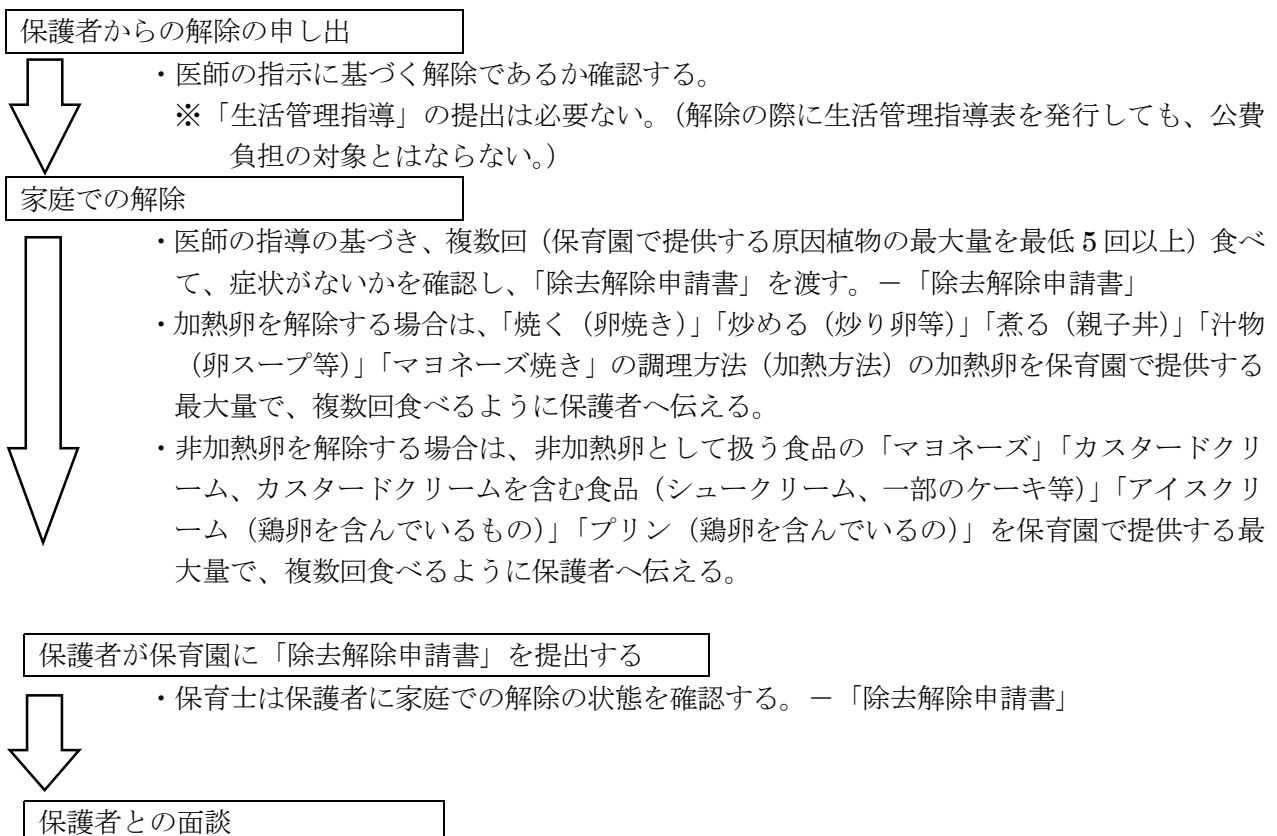 保護者からの解除の申し出
・医師の指示に基づく解除であるか確認する。
※「生活管理指導」の提出は必要ない。(解除の際に生活管理指導表を発行しても、公費
負担の対象とはならない。)
家庭での解除
・医師の指導の基づき、複数回(保育園で提供する原因植物の最大量を最低 5 回以上)食べ
て、症状がないかを確認し、「除去解除申請書」を渡す。－「除去解除申請書」
・加熱卵を解除する場合は、「焼く(卵焼き)」「炒める(炒り卵等)」「煮る(親子丼)」「汁物
(卵スープ等)」「マヨネーズ焼き」の調理方法(加熱方法)の加熱卵を保育園で提供する
最大量で、複数回食べるように保護者へ伝える。
・非加熱卵を解除する場合は、非加熱卵として扱う食品の「マヨネーズ」「カスタードクリ
ーム、カスタードクリームを含む食品(シュークリーム、一部のケーキ等)」「アイスクリ
ーム(鶏卵を含んでいるもの)」「プリン(鶏卵を含んでいるの)」を保育園で提供する最
大量で、複数回食べるように保護者へ伝える。
保護者が保育園に「除去解除申請書」を提出する
・保育士は保護者に家庭での解除の状態を確認する。－「除去解除申請書」
保護者との面談